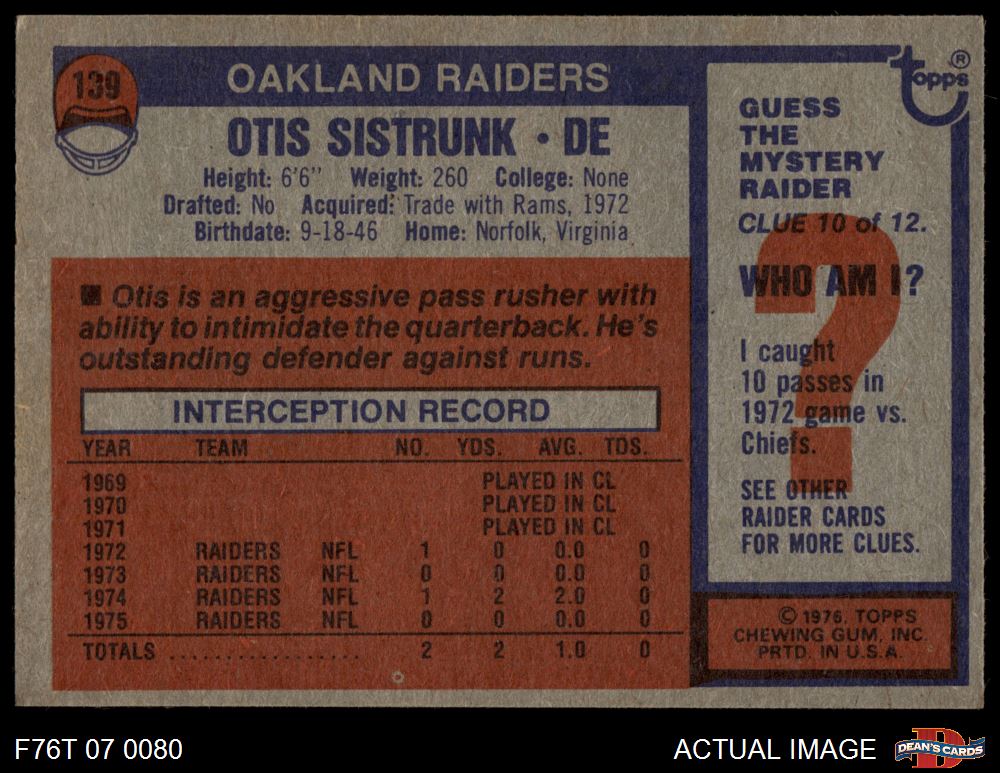 139
OAKLAND RAIDERS
OTIS SISTRUNK • DE
Height: 6'6" Weight: 260 College: None
Drafted: No Acquired: Trade with Rams, 1972
Birthdate: 9-18-46 Home: Norfolk, Virginia
■ Otis is an aggressive pass rusher with
ability to intimidate the quarterback. He's
outstanding defender against runs.
INTERCEPTION RECORD
YEAR TEAM NO. YDS. AVG. TDS.
1969 PLAYED IN CL
1970 PLAYED IN CL
1971 PLAYED IN CL
1972 RAIDERS NFL 1 0 0.0 0
1973 RAIDERS NFL 0 0 0.0 0
1974 RAIDERS NFL 1 2 2.0 0
1975 RAIDERS NFL 0 0 0.0 0
TOTALS .................. 2 2 1.0 0
topps®
GUESS
THE
MYSTERY
RAIDER
CLUE 10 of 12.
?
WHO AM I?
I caught
10 passes in
1972 game vs.
Chiefs.
SEE OTHER
RAIDER CARDS
FOR MORE CLUES.
© 1976. TOPPS
CHEWING GUM, INC.
PRTD. IN U.S.A.
F76T 07 0080
ACTUAL IMAGE
D
DEAN'S CARDS